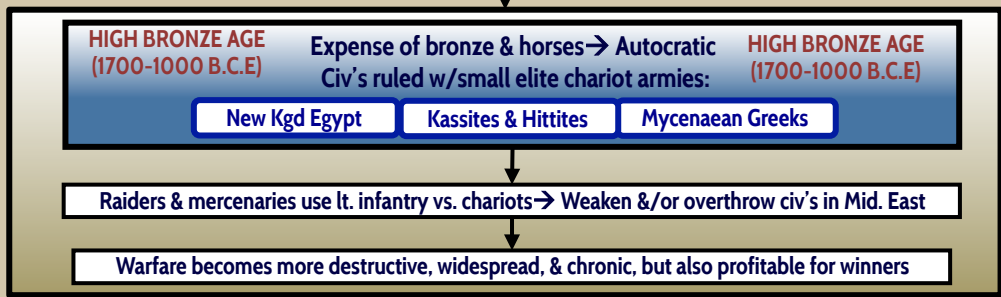 HIGH BRONZE AGE
(1700-1000 B.C.E)
Expense of bronze & horses→ Autocratic
Civ's ruled w/small elite chariot armies:
HIGH BRONZE AGE
(1700-1000 B.C.E)
New Kgd Egypt
Kassites & Hittites
Mycenaean Greeks
Raiders & mercenaries use lt. infantry vs. chariots→ Weaken &/or overthrow civ's in Mid. East
Warfare becomes more destructive, widespread, & chronic, but also profitable for winners